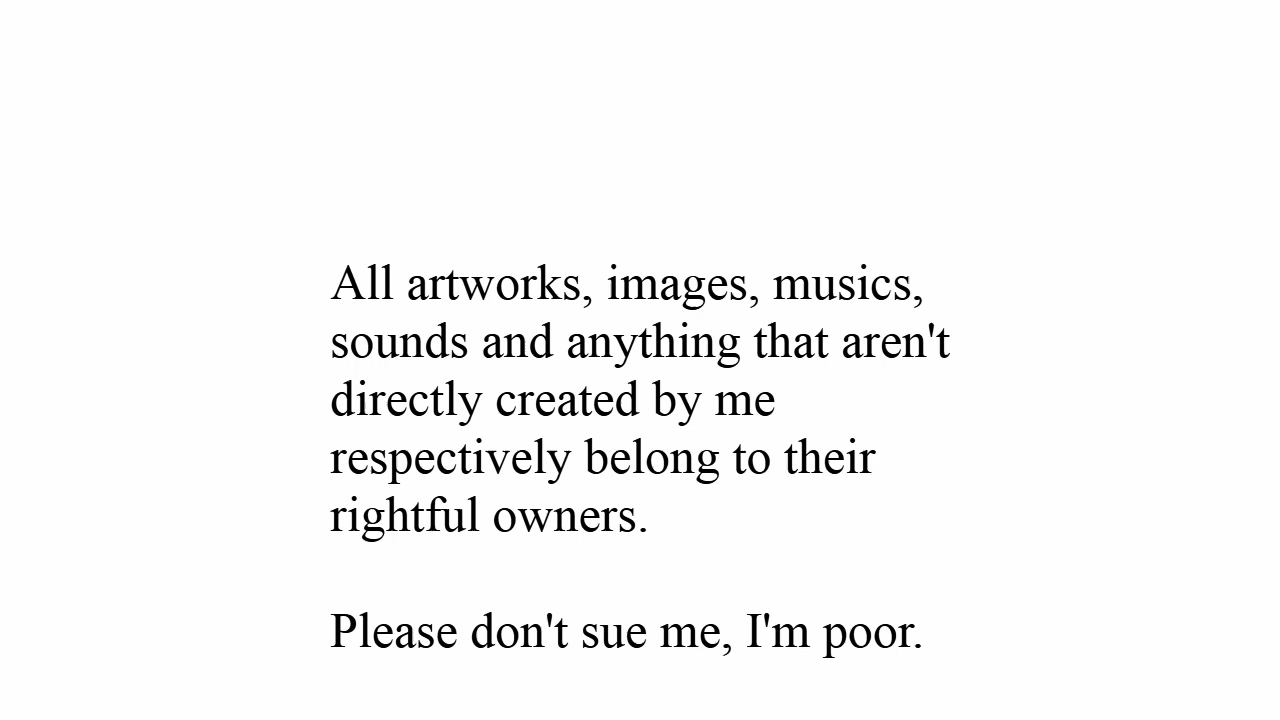 All artworks, images, musics,
sounds and anything that aren't
directly created by me
respectively belong to their
rightful owners.
Please don't sue me, I'm poor.